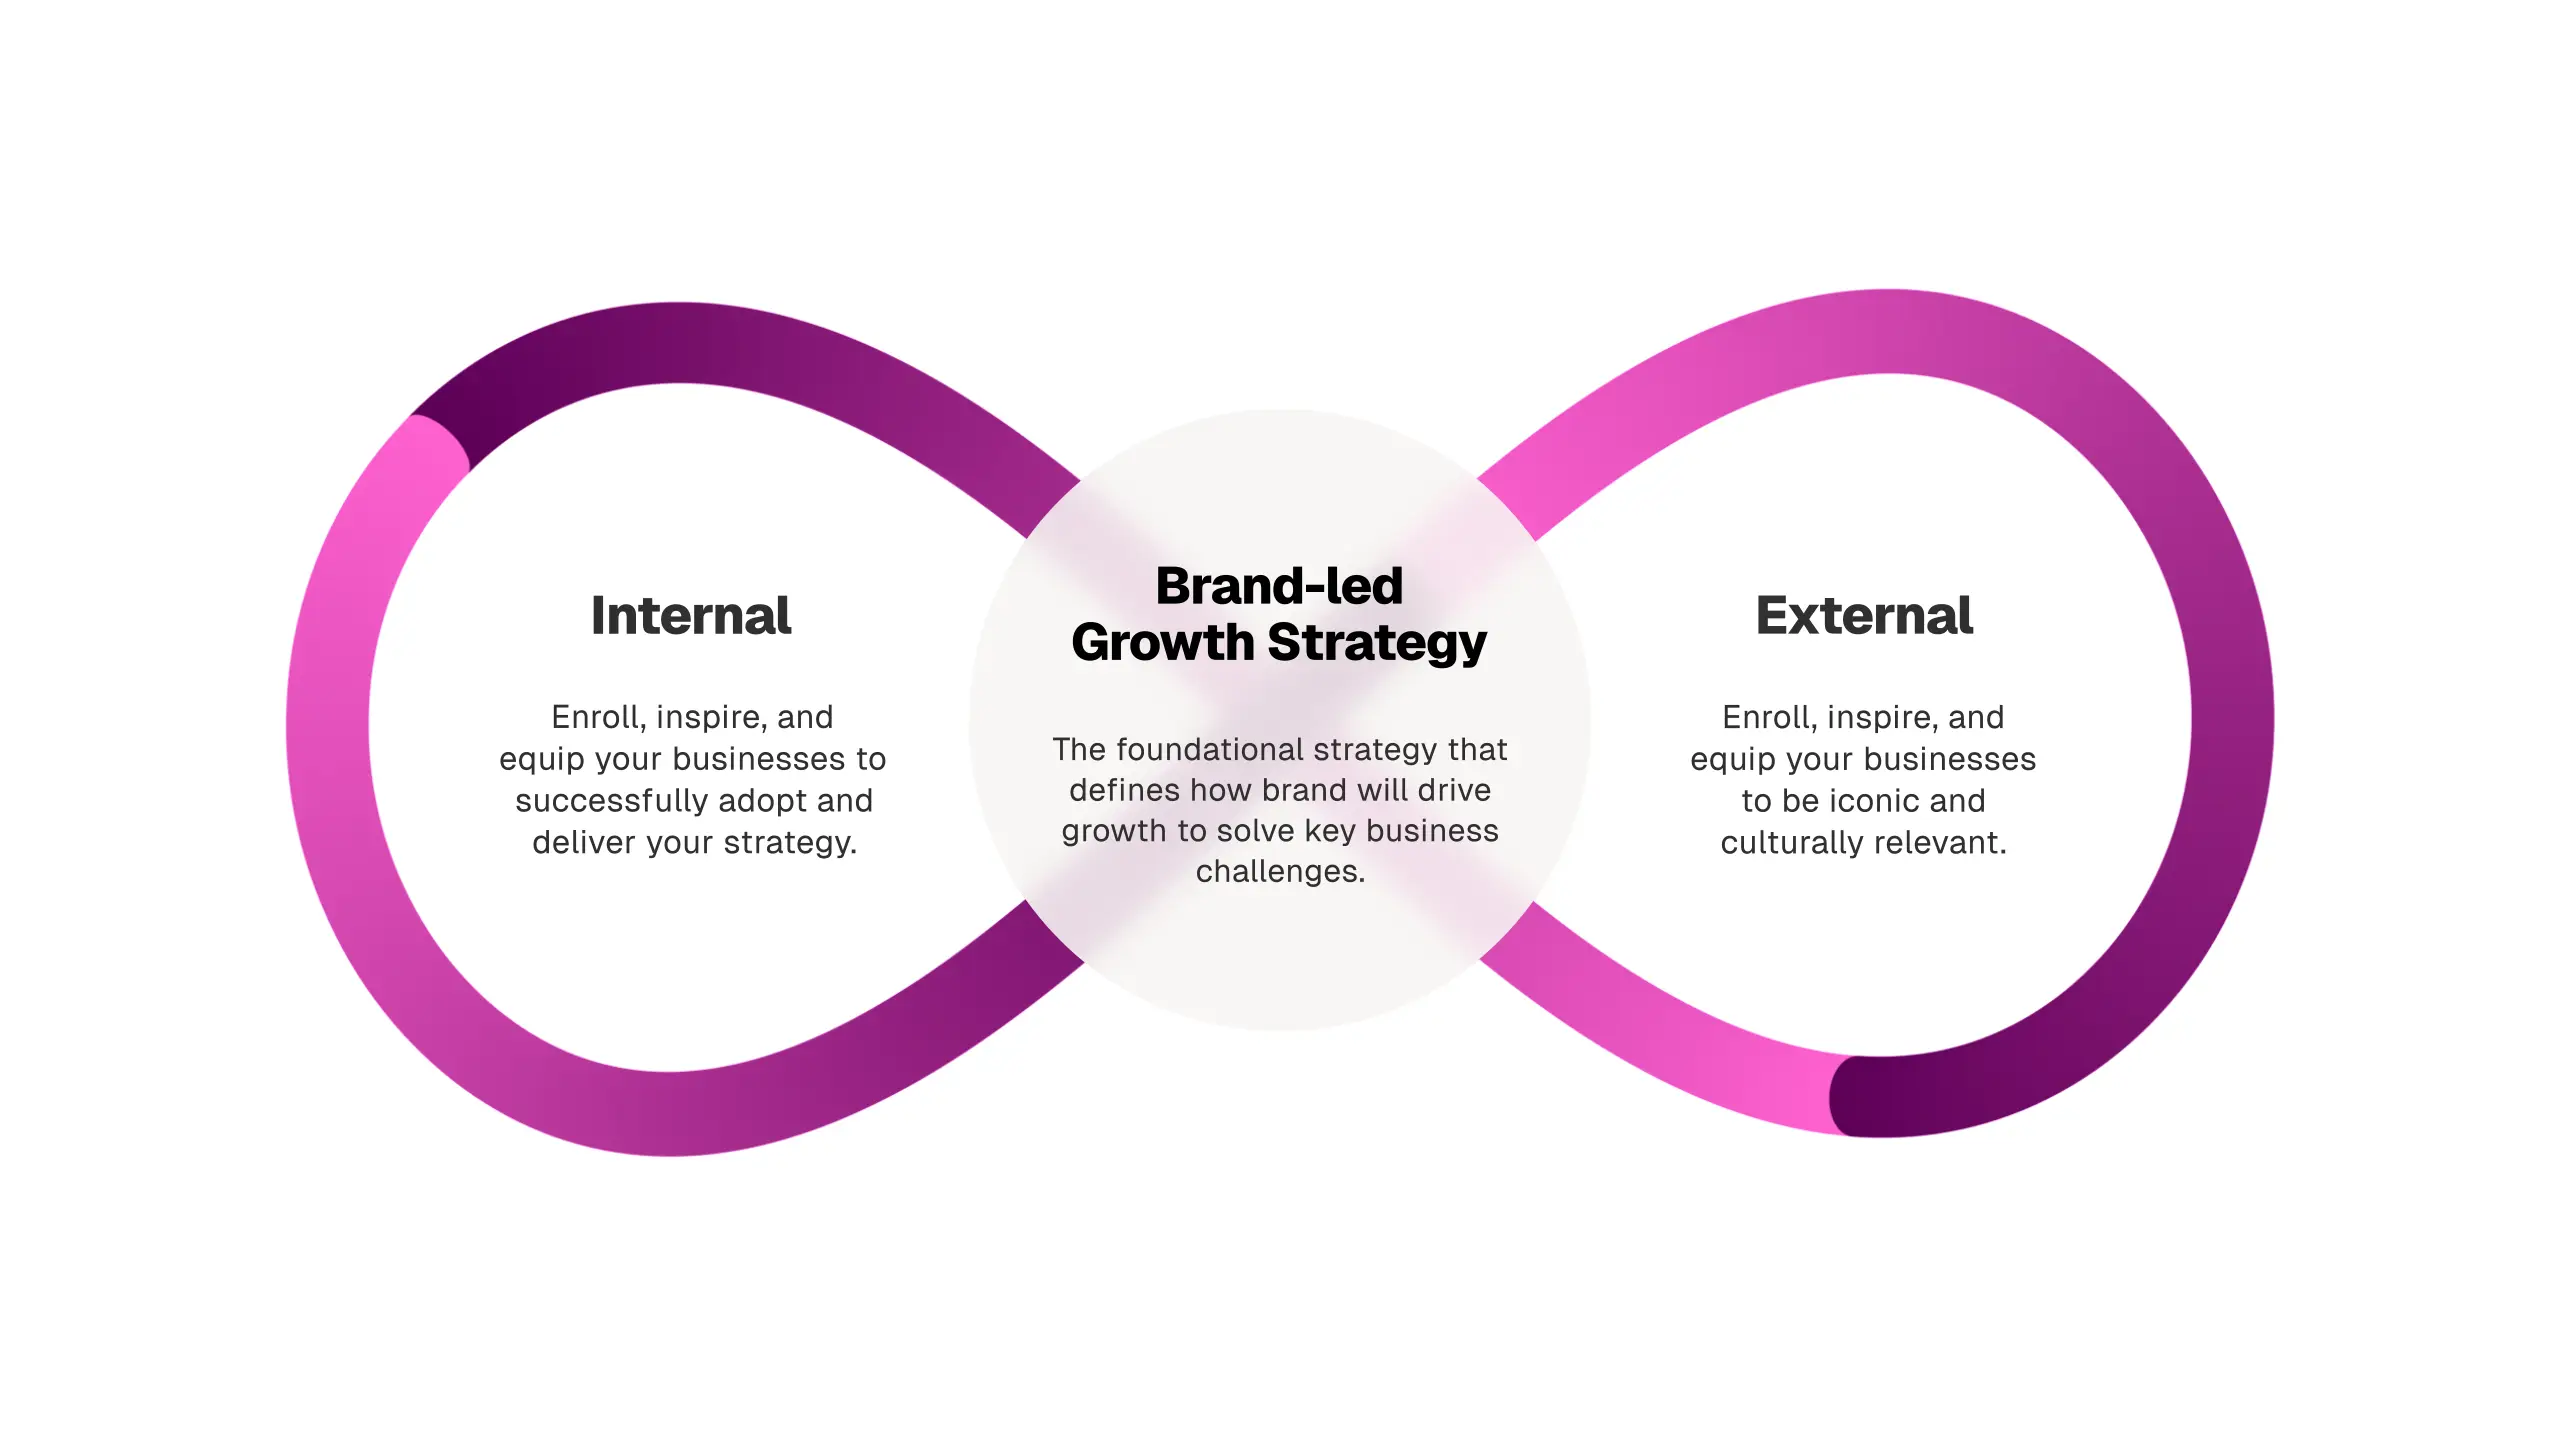 Internal
Enroll, inspire, and
equip your businesses to
successfully adopt and
deliver your strategy.
Brand-led
Growth Strategy
The foundational strategy that
defines how brand will drive
growth to solve key business
challenges.
External
Enroll, inspire, and
equip your businesses
to be iconic and
culturally relevant.